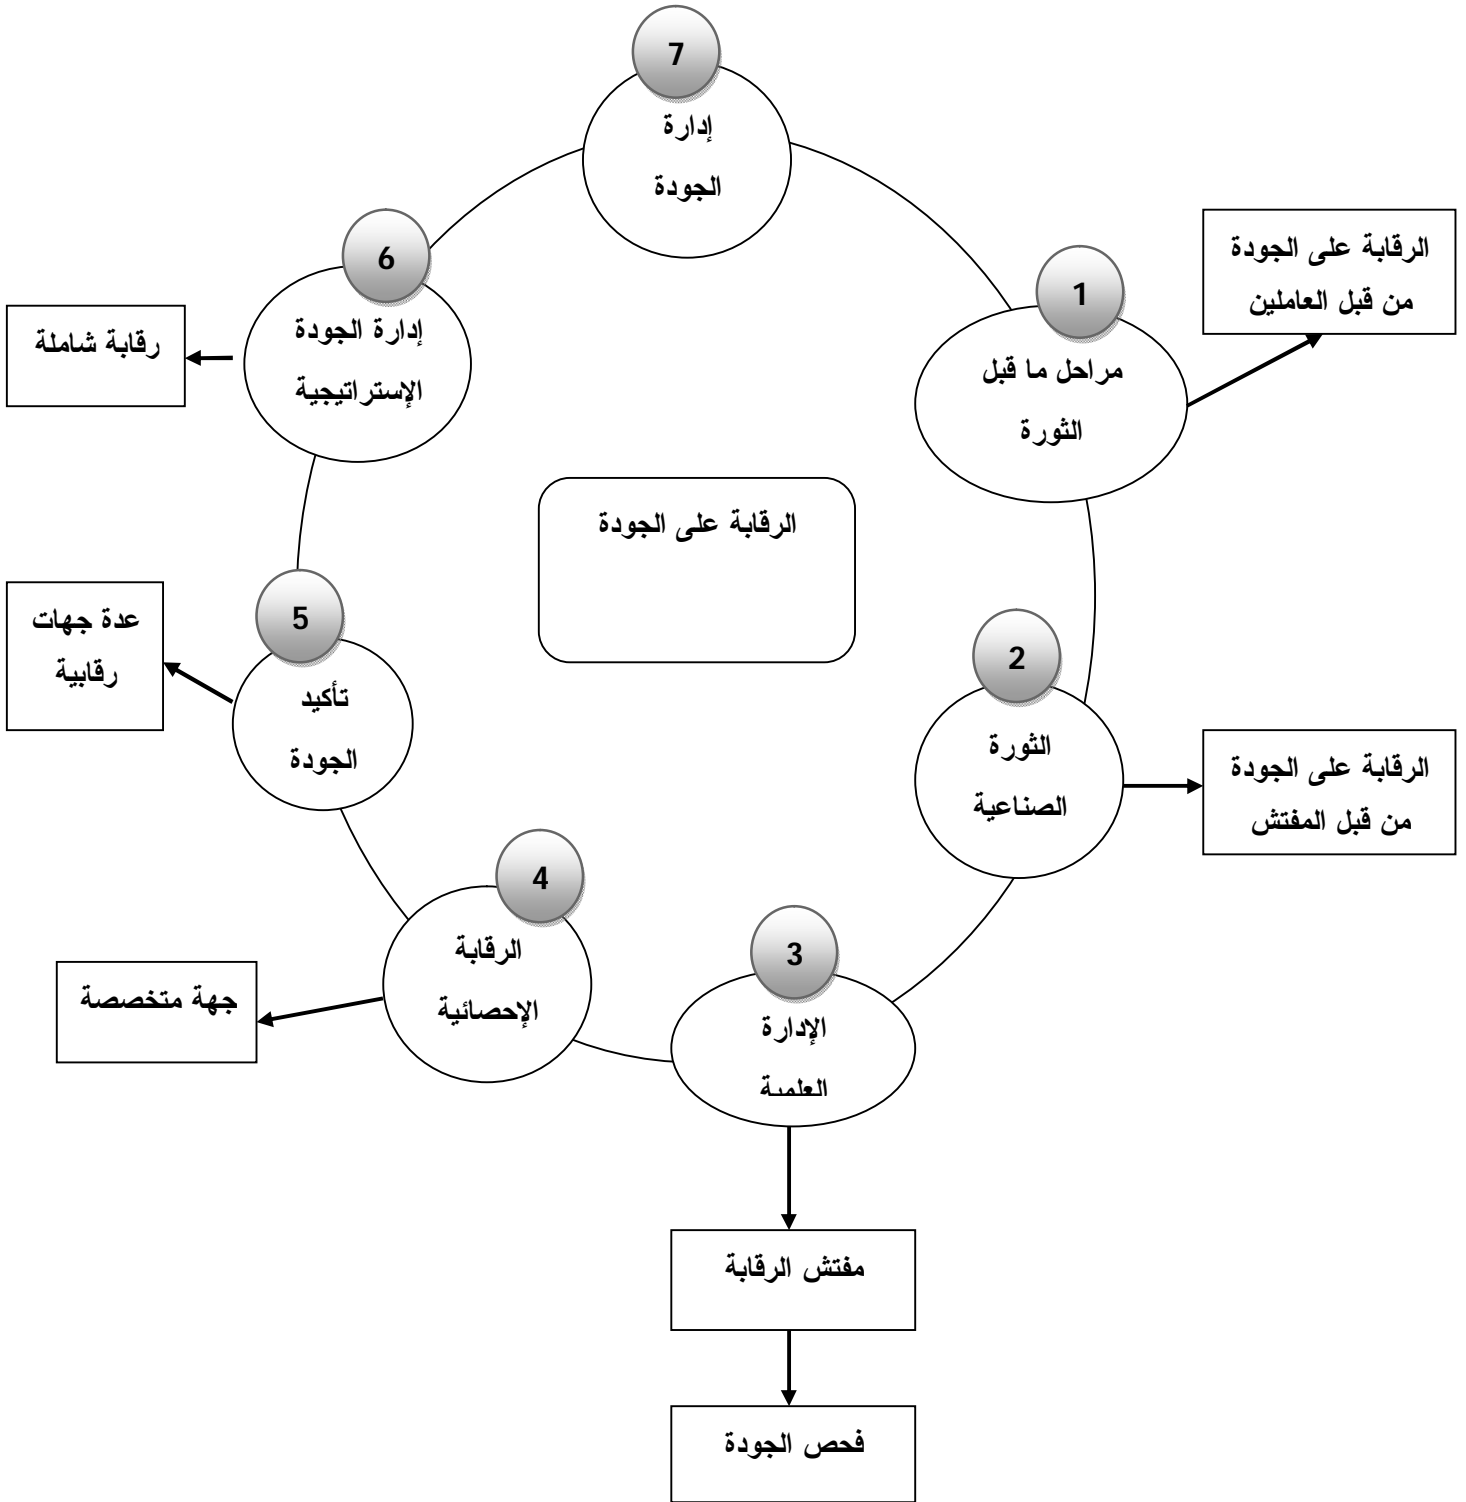 7
إدارة
الجودة
1
مراحل ما قبل
الثورة
الرقابة على الجودة
من قبل العاملين
2
الثورة
الصناعية
الرقابة على الجودة
من قبل المفتش
3
الإدارة
العلمية
مفتش الرقابة
فحص الجودة
4
الرقابة
الإحصائية
جهة متخصصة
5
تأكيد
الجودة
عدة جهات
رقابية
6
إدارة الجودة
الإستراتيجية
رقابة شاملة
الرقابة على الجودة